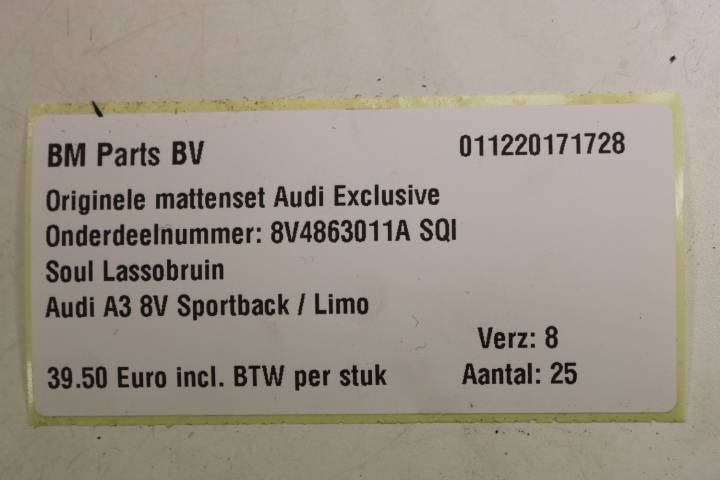 BM Parts BV 011220171728
Originele mattenset Audi Exclusive
Onderdeelnummer: 8V4863011A SQI
Soul Lassobruin
Audi A3 8V Sportback / Limo
Verz: 8
39.50 Euro incl. BTW per stuk Aantal: 25